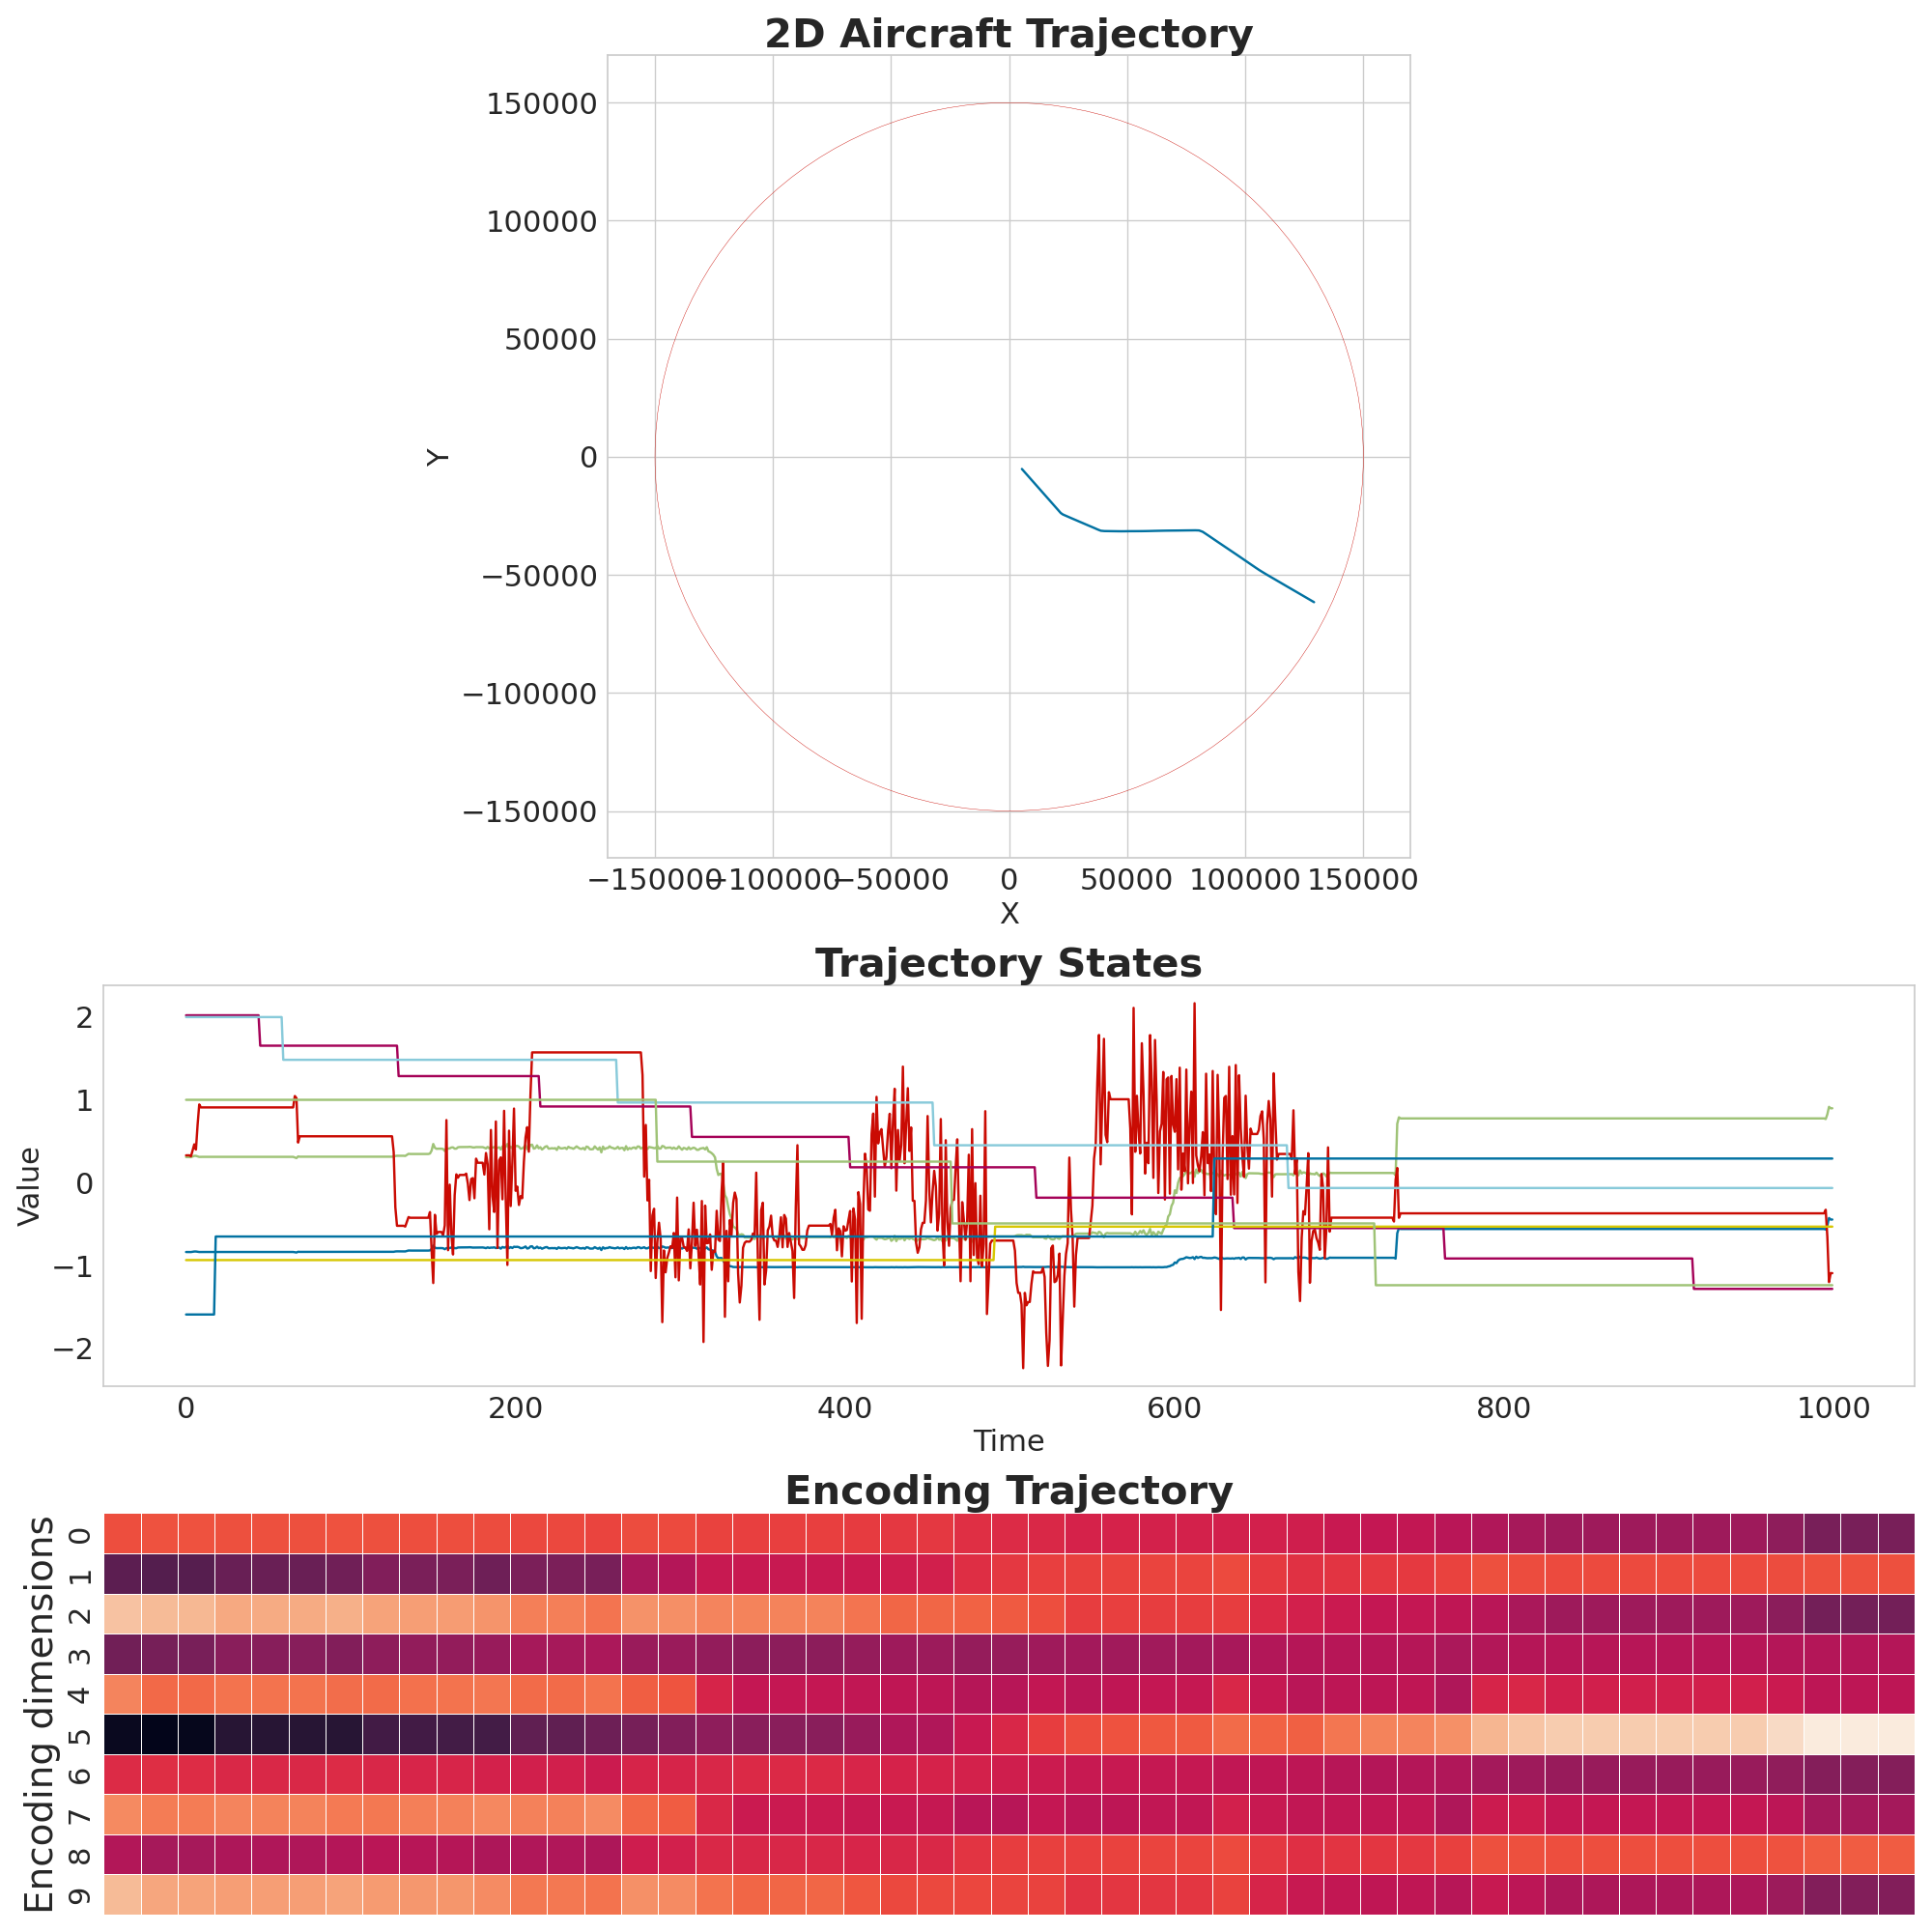 2D Aircraft Trajectory
150000
100000
50000
0
−50000
−100000
−150000
Y
−150000 −100000 −50000 0 50000 100000 150000
X
Trajectory States
2
1
0
−1
−2
Value
0 200 400 600 800 1000
Time
Encoding Trajectory
Encoding dimensions
0
1
2
3
4
5
6
7
8
9